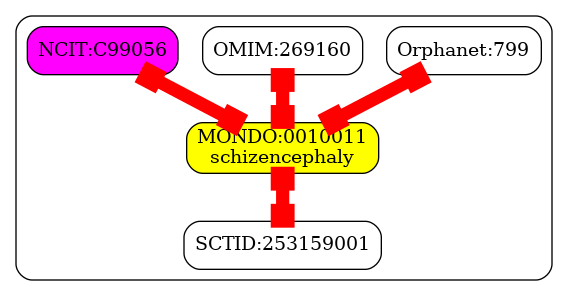 NCIT:C99056
OMIM:269160
Orphanet:799
MONDO:0010011
schizencephaly
SCTID:253159001